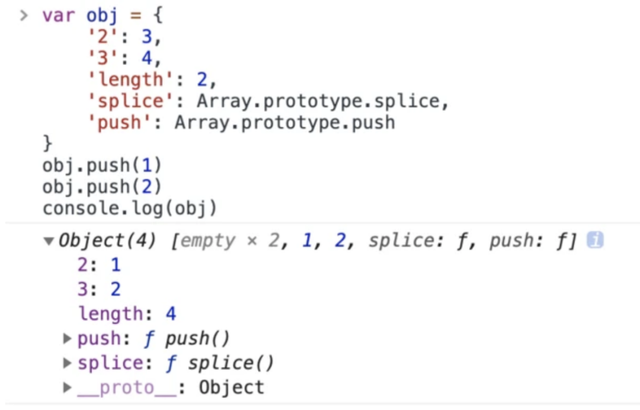 > var obj = {
'2': 3,
'3': 4,
'length': 2,
'splice': Array.prototype.splice,
'push': Array.prototype.push
}
obj.push(1)
obj.push(2)
console.log(obj)
▼Object(4) [empty × 2, 1, 2, splice: ƒ, push: ƒ] i
2: 1
3: 2
length: 4
▶push: ƒ push()
▶splice: ƒ splice()
▶__proto__: Object